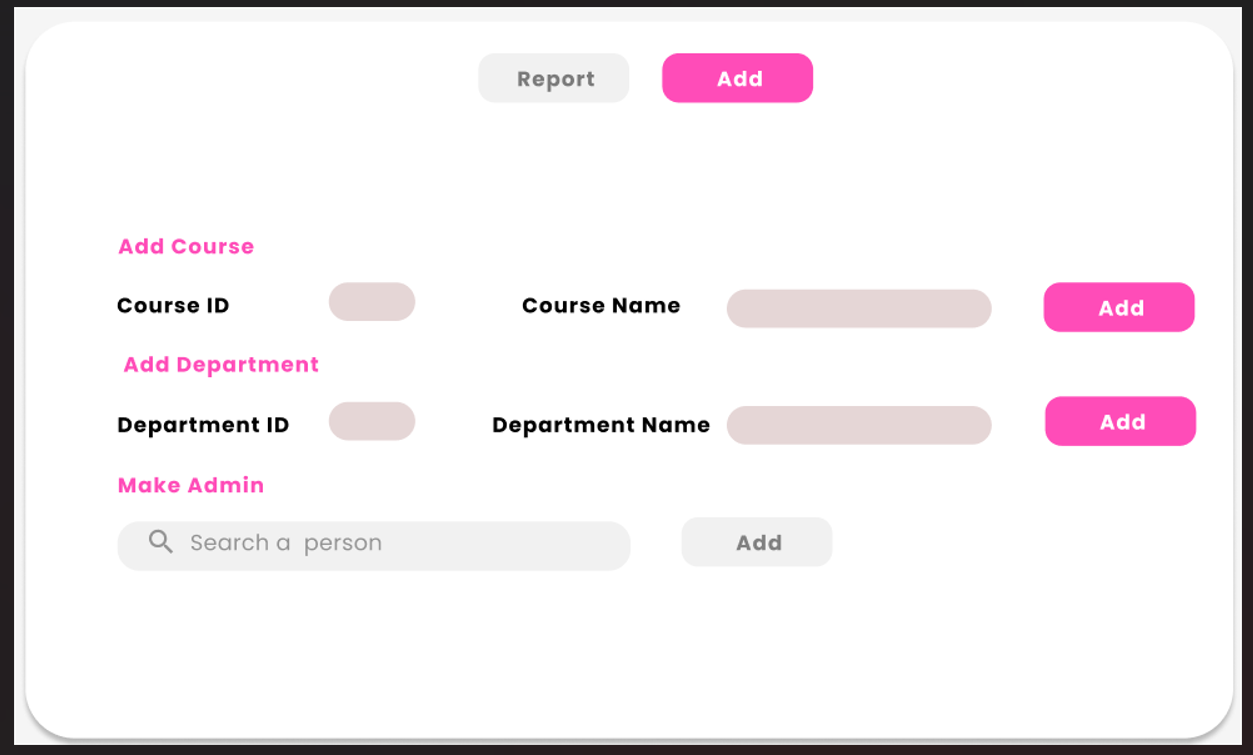 Report Add
Add Course
Course ID Course Name Add
Add Department
Department ID Department Name Add
Make Admin
Search a person Add